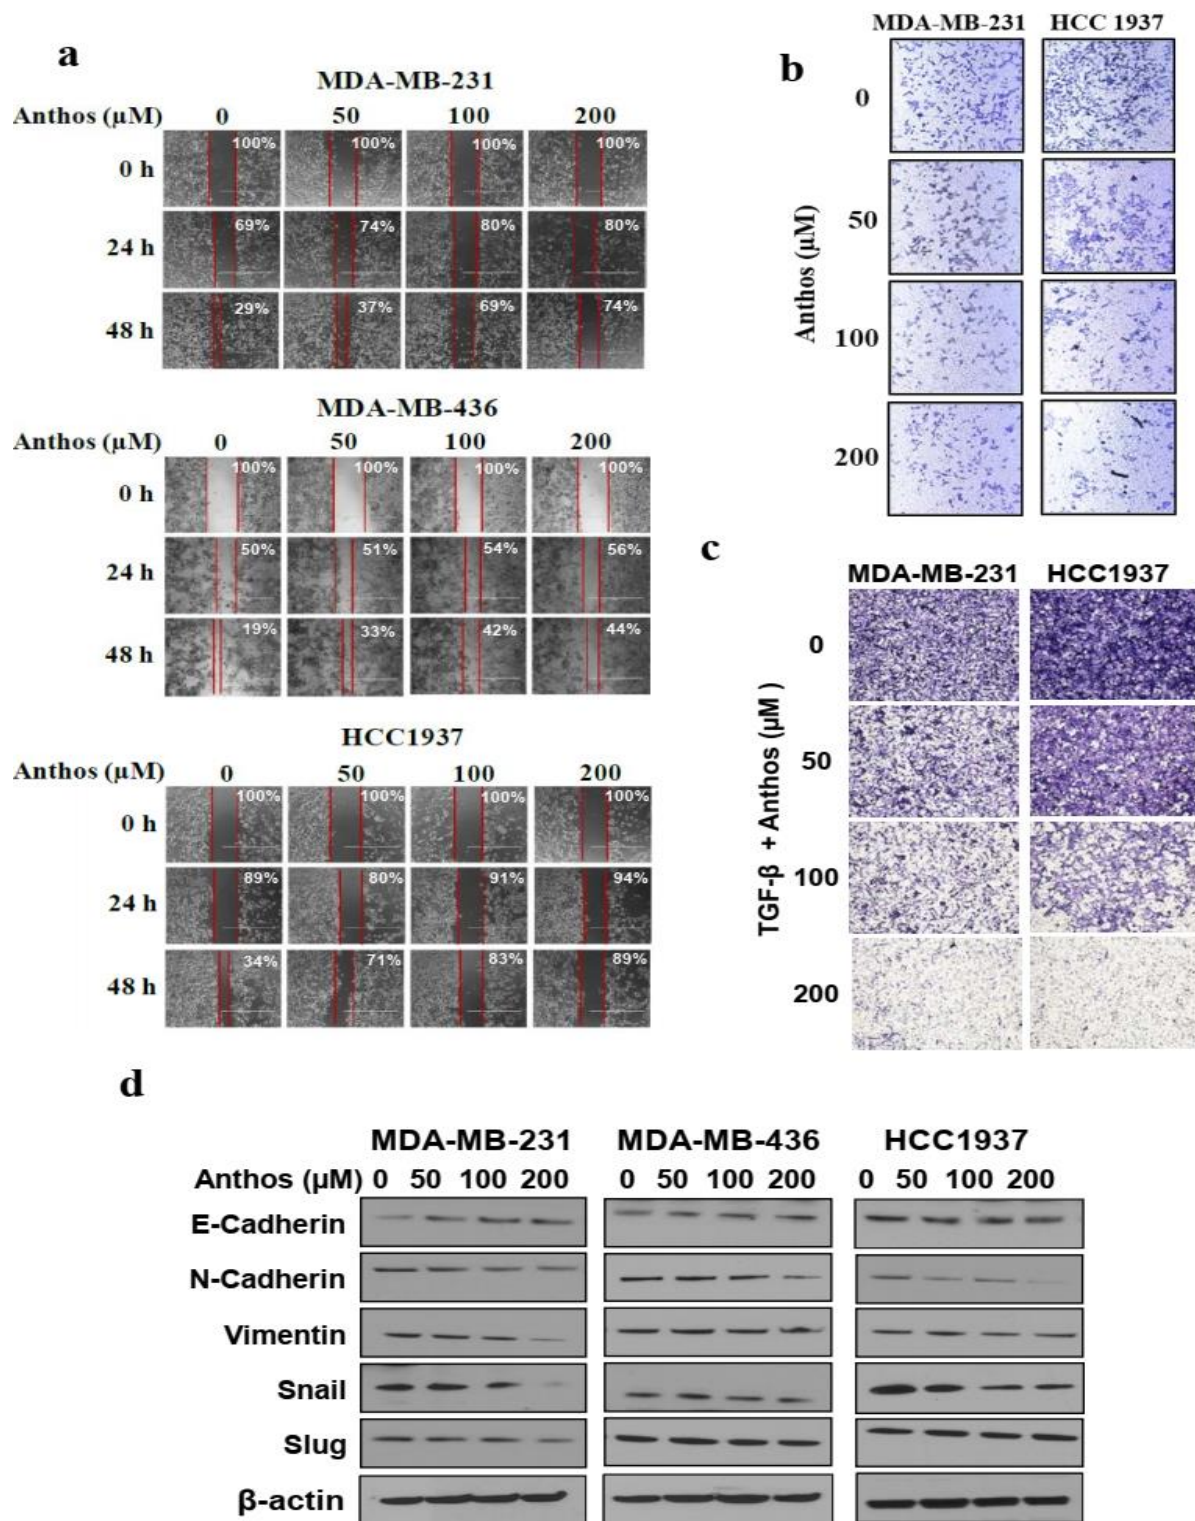 a
MDA-MB-231
Anthos (µM) 0 50 100 200
0 h 100% 100% 100% 100%
24 h 69% 74% 80% 80%
48 h 29% 37% 69% 74%
MDA-MB-436
Anthos (µM) 0 50 100 200
0 h 100% 100% 100% 100%
24 h 50% 51% 54% 56%
48 h 19% 33% 42% 44%
HCC1937
Anthos (µM) 0 50 100 200
0 h 100% 100% 100% 100%
24 h 89% 80% 91% 94%
48 h 34% 71% 83% 89%
b
MDA-MB-231 HCC 1937
Anthos (µM)
0
50
100
200
c
MDA-MB-231 HCC1937
TGF-β + Anthos (µM )
0
50
100
200
d
MDA-MB-231 MDA-MB-436 HCC1937
Anthos (µM) 0 50 100 200 0 50 100 200 0 50 100 200
E-Cadherin
N-Cadherin
Vimentin
Snail
Slug
β-actin